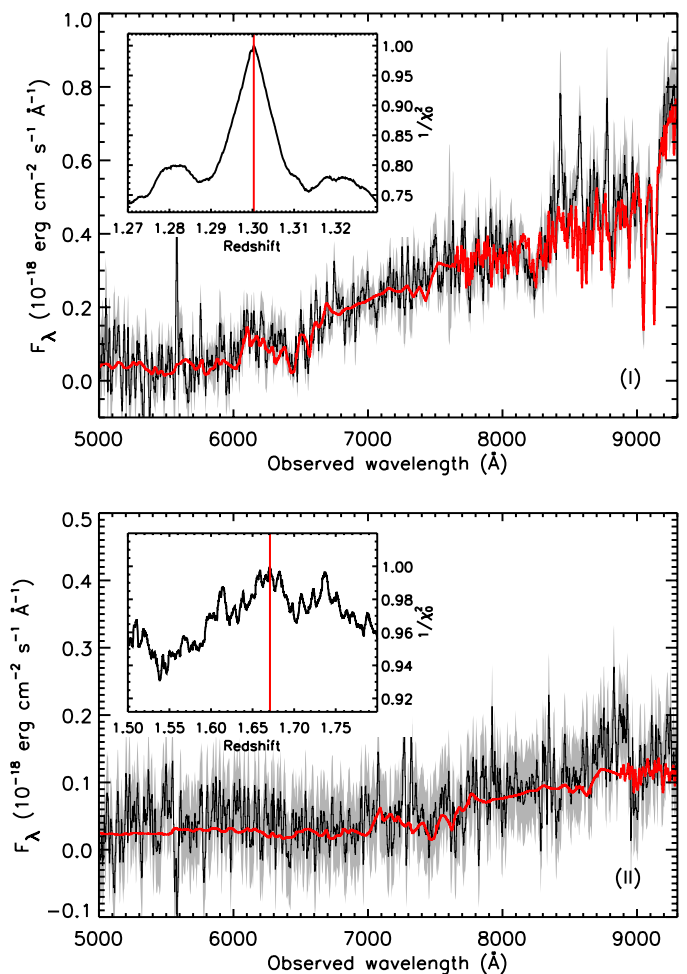 1.0
0.8
0.6
0.4
0.2
0.0
Fλ (10⁻¹⁸ erg cm⁻² s⁻¹ Å⁻¹)
1.00
0.95
0.90
0.85
0.80
0.75
1/χ₀²
1.27 1.28 1.29 1.30 1.31 1.32
Redshift
(I)
5000 6000 7000 8000 9000
Observed wavelength (Å)
0.5
0.4
0.3
0.2
0.1
0.0
−0.1
Fλ (10⁻¹⁸ erg cm⁻² s⁻¹ Å⁻¹)
1.00
0.98
0.96
0.94
0.92
1/χ₀²
1.50 1.55 1.60 1.65 1.70 1.75
Redshift
(II)
5000 6000 7000 8000 9000
Observed wavelength (Å)